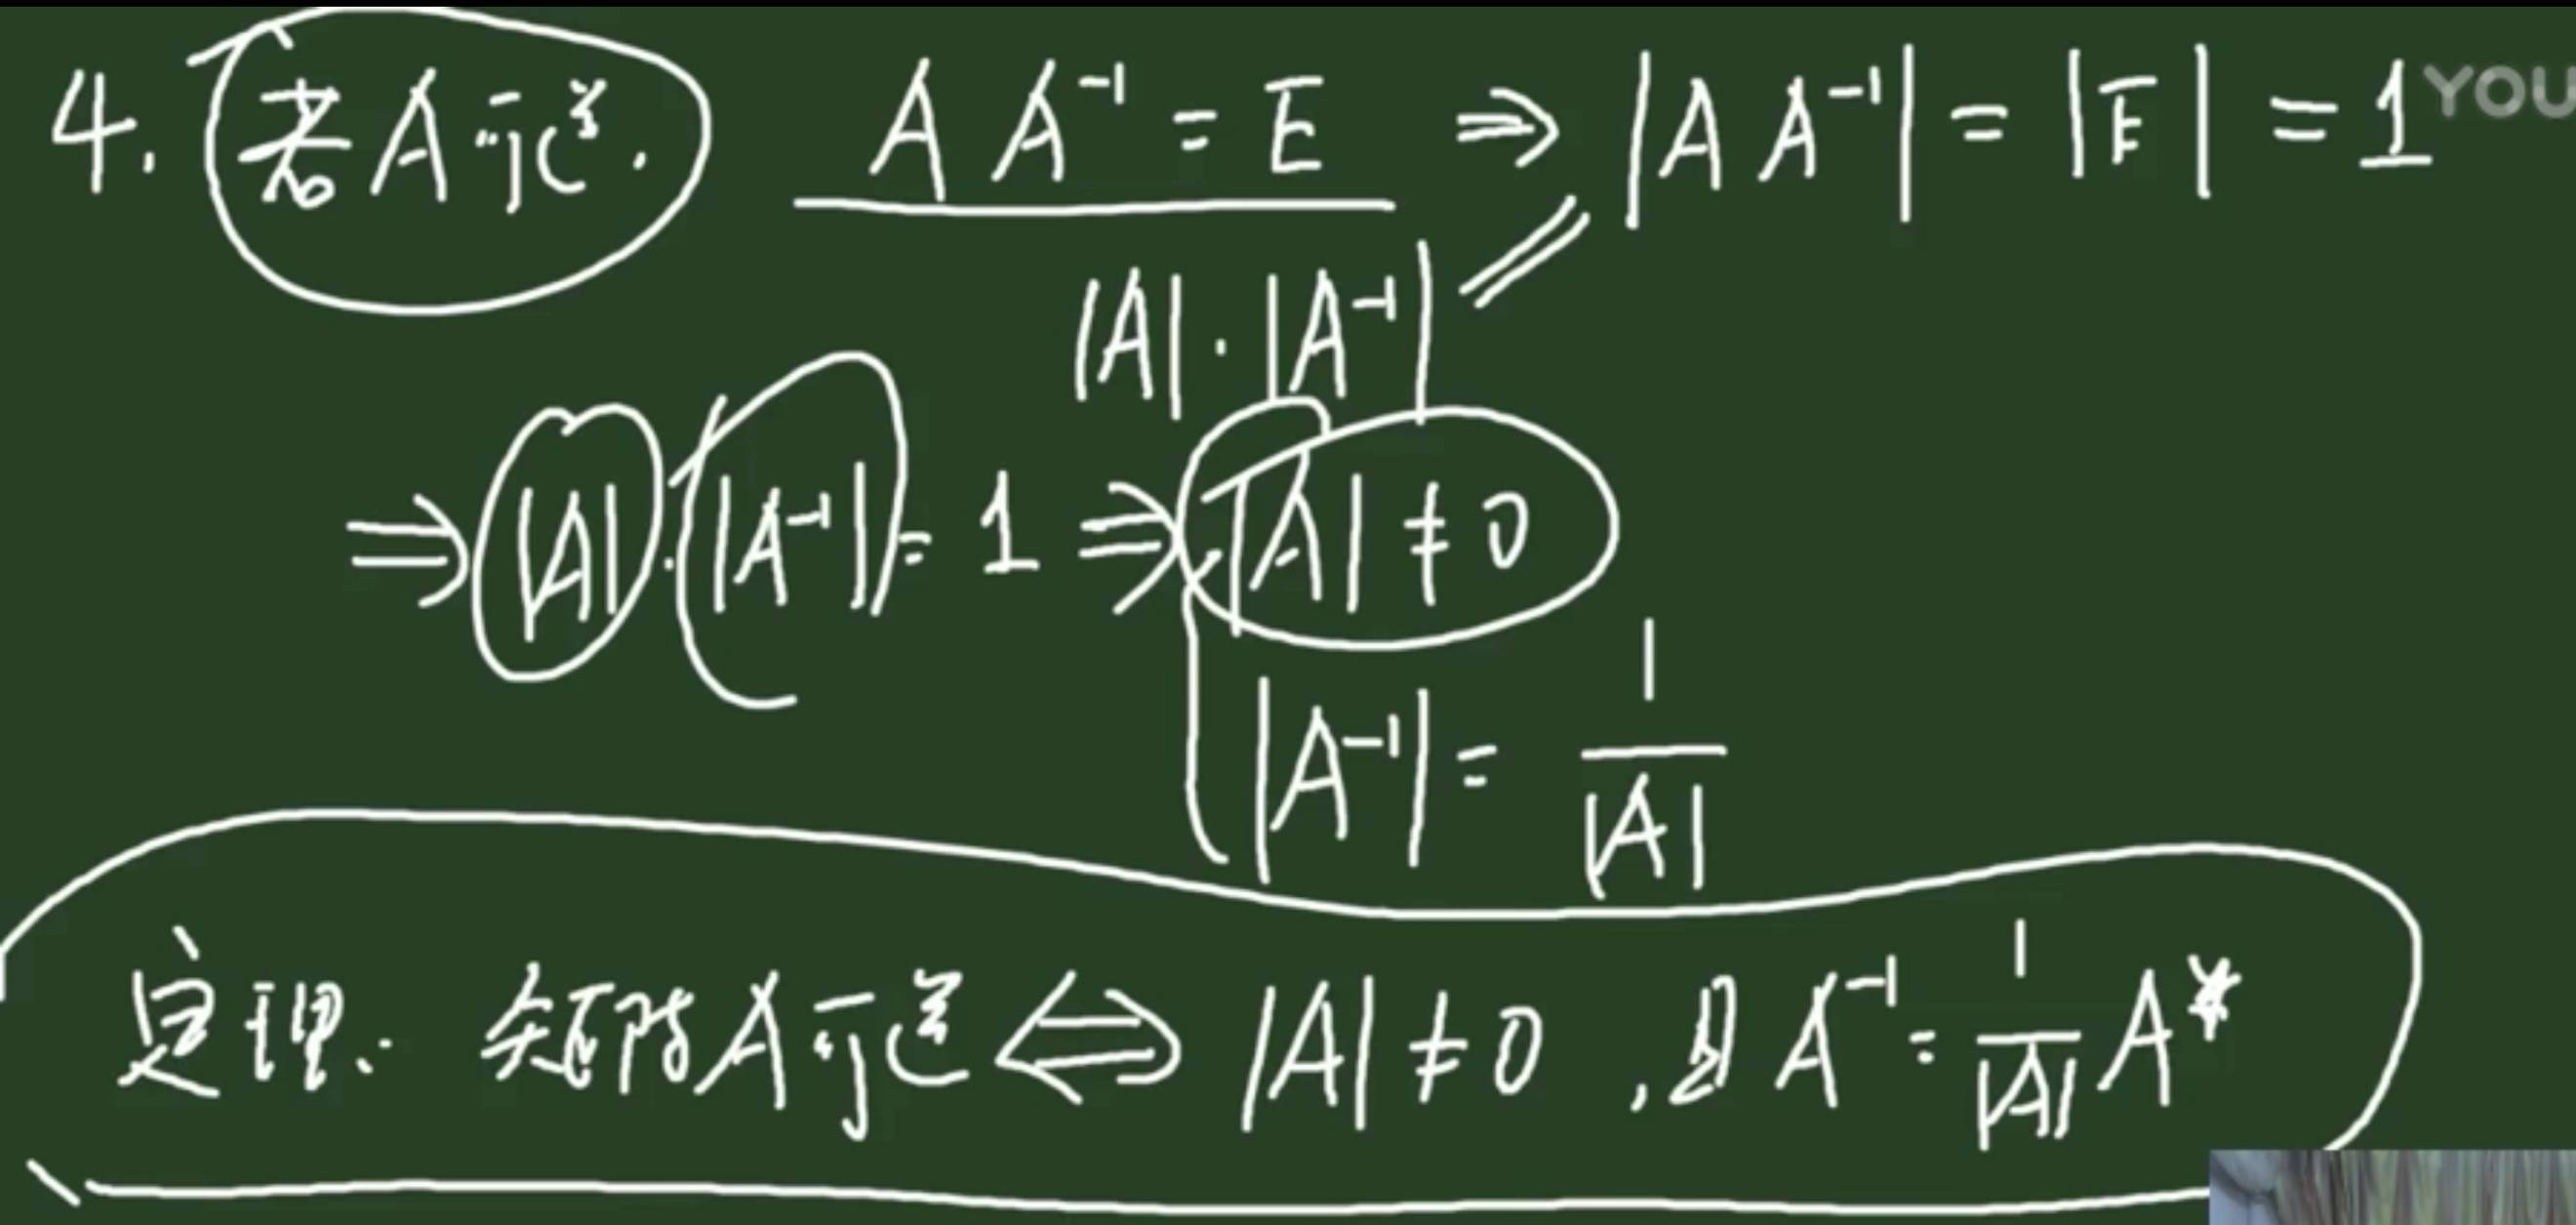 4. 若A可逆. AA⁻¹ = E ⇒ |AA⁻¹| = |E| = 1 YOU
|A|·|A⁻¹|
⇒ |A|·|A⁻¹| = 1 ⇒ |A| ≠ 0
|A⁻¹| = 1/|A|
定理: 矩阵A可逆 ⇔ |A| ≠ 0, 且 A⁻¹ = 1/|A| A*